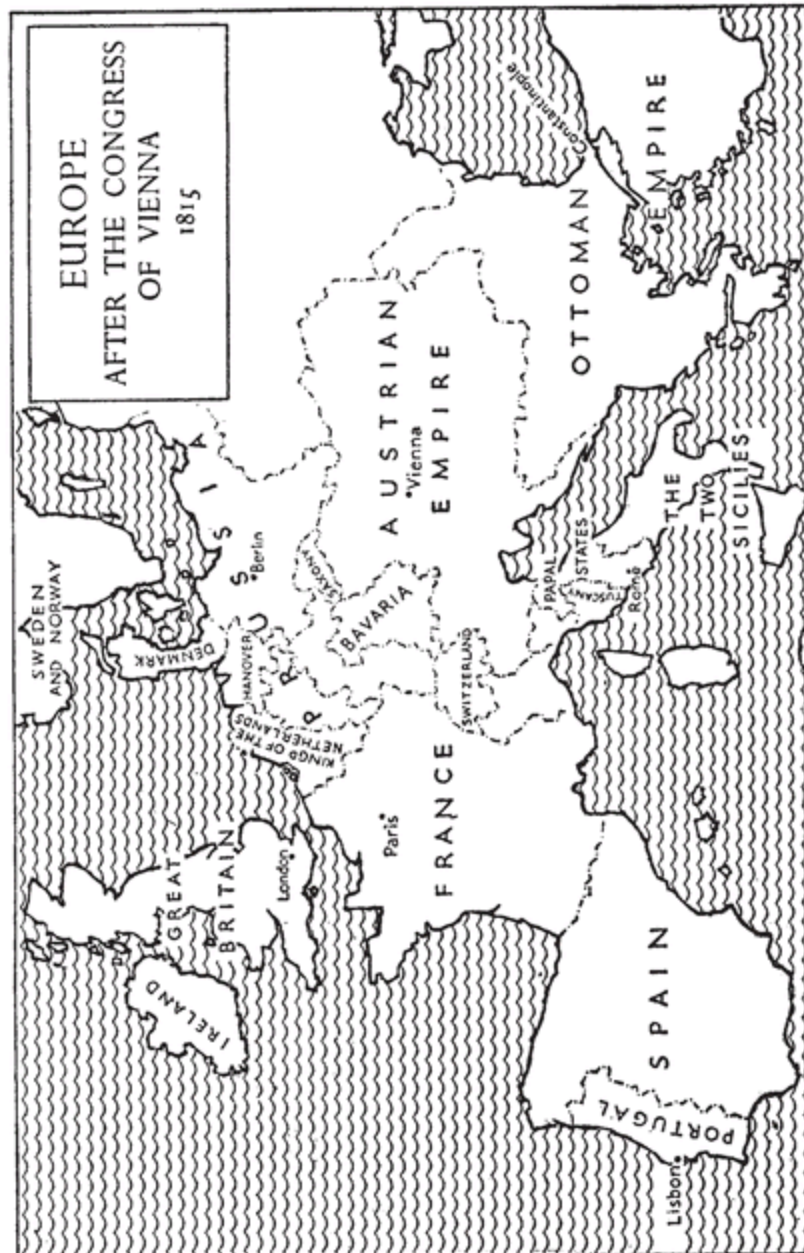 EUROPE
AFTER THE CONGRESS
OF VIENNA
1815
SWEDEN
AND NORWAY
DENMARK
GREAT
BRITAIN
IRELAND
London
HANOVER
KINGD OF THE
NETHERLANDS
PRUSSIA
Berlin
SAXONY
BAVARIA
Paris
FRANCE
SWITZERLAND
AUSTRIAN
EMPIRE
Vienna
PAPAL
STATES
TUSCANY
Rome
THE
TWO
SICILIES
OTTOMAN
EMPIRE
Constantinople
SPAIN
PORTUGAL
Lisbon